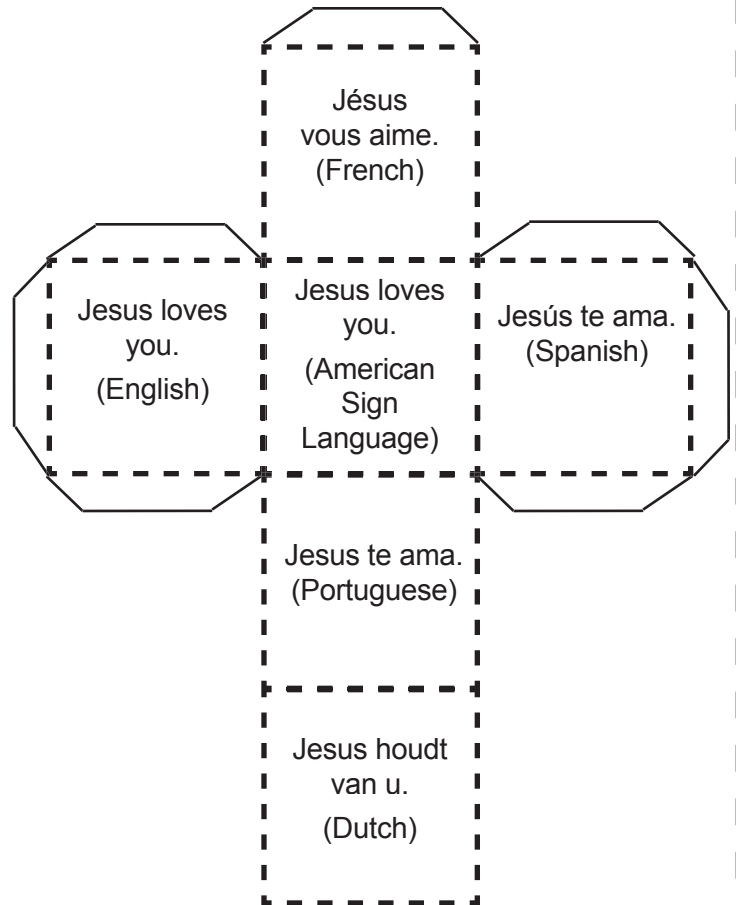 Jésus
vous aime.
(French)
Jesus loves
you.
(English)
Jesus loves
you.
(American
Sign
Language)
Jesús te ama.
(Spanish)
Jesus te ama.
(Portuguese)
Jesus houdt
van u.
(Dutch)